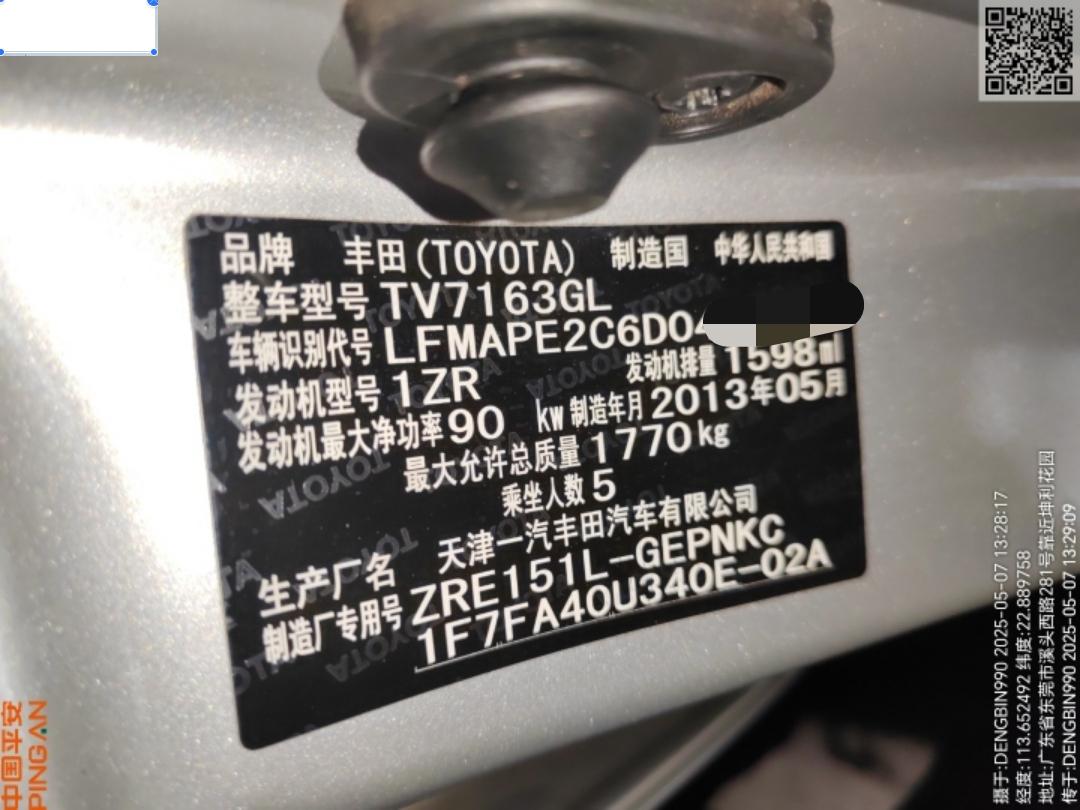 品牌 丰田(TOYOTA) 制造国 中华人民共和国
整车型号 TV7163GL
车辆识别代号 LFMAPE2C6D04
发动机型号 1ZR 发动机排量 1598ml
发动机最大净功率 90 kw 制造年月 2013年05月
最大允许总质量 1770 kg
乘坐人数 5
生产厂名 天津一汽丰田汽车有限公司
制造厂专用号 ZRE151L-GEPNKC
1F7FA40U340E-02A
中国平安
PING AN
摄于:DENGBIN990 2025-05-07 13:28:17
经度:113.652492 纬度:22.889758
地址:广东省东莞市溪头西路281号靠近坤利花园
传于:DENGBIN990 2025-05-07 13:29:09